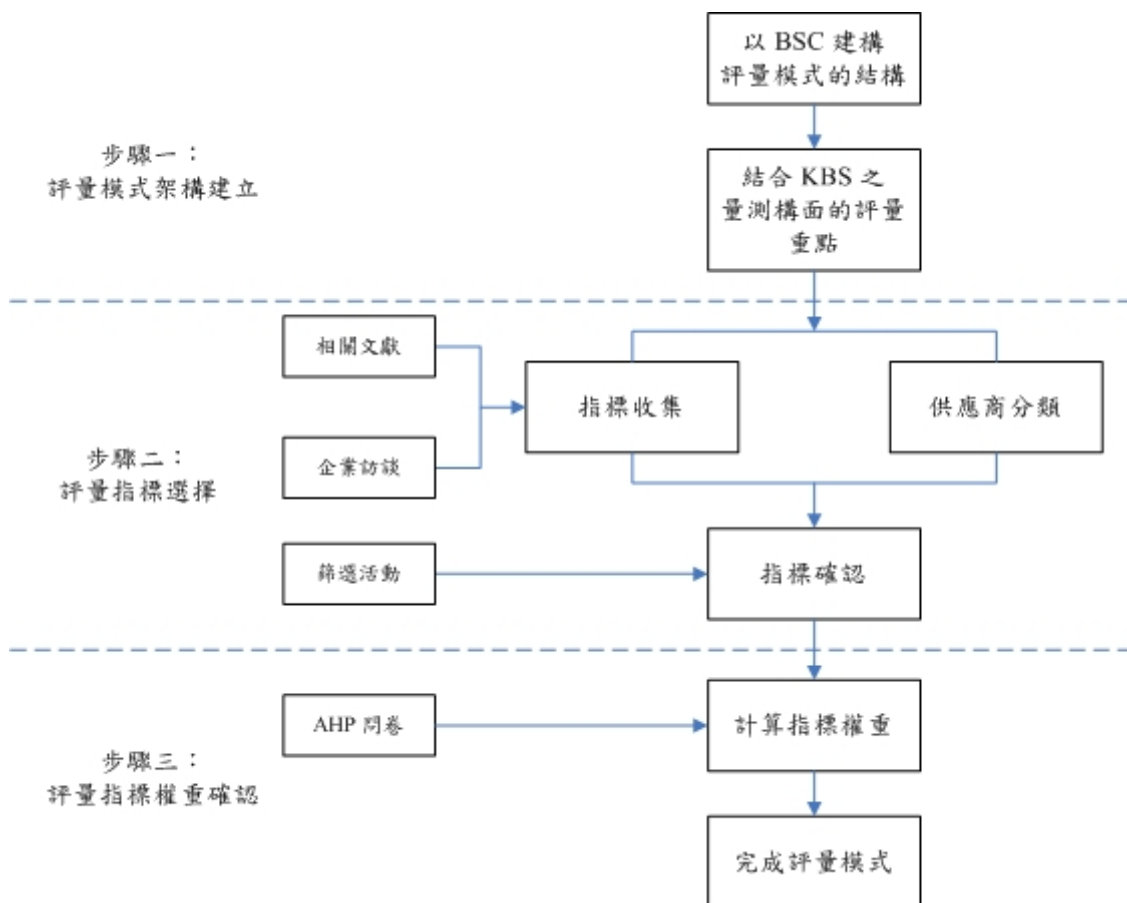 以 BSC 建構
評量模式的結構
步驟一：
評量模式架構建立
結合 KBS 之
量測構面的評量
重點
相關文獻
指標收集
供應商分類
企業訪談
步驟二：
評量指標選擇
篩選活動
指標確認
AHP 問卷
計算指標權重
步驟三：
評量指標權重確認
完成評量模式